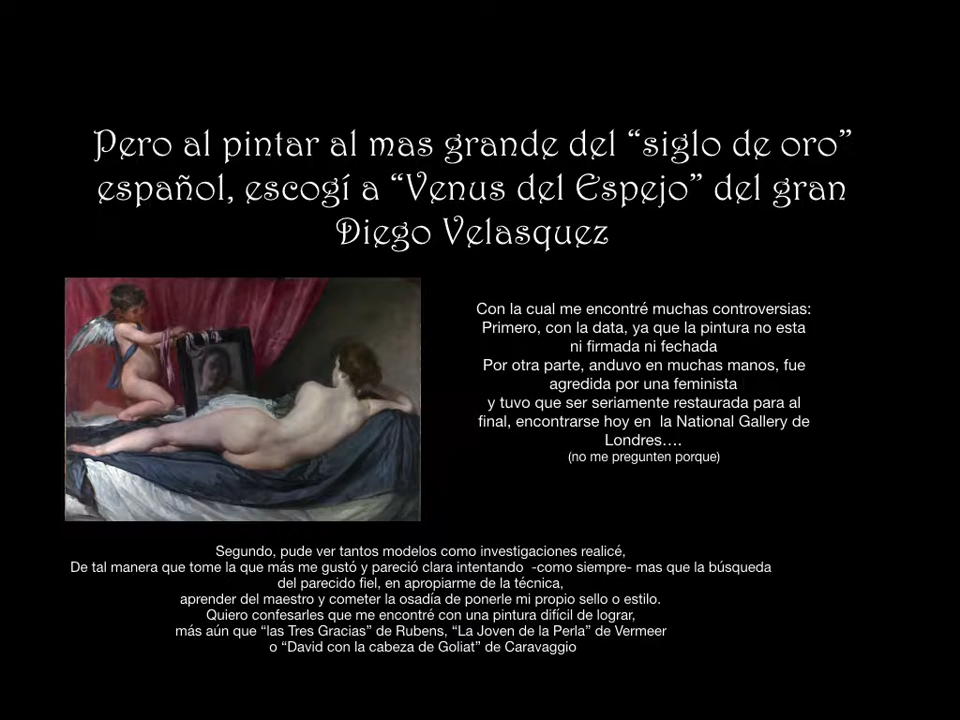 Pero al pintar al mas grande del “siglo de oro”
español, escogí a “Venus del Espejo” del gran
Diego Velasquez
Con la cual me encontré muchas controversias:
Primero, con la data, ya que la pintura no esta
ni firmada ni fechada
Por otra parte, anduvo en muchas manos, fue
agredida por una feminista
y tuvo que ser seriamente restaurada para al
final, encontrarse hoy en  la National Gallery de
Londres….
(no me pregunten porque)
Segundo, pude ver tantos modelos como investigaciones realicé,
De tal manera que tome la que más me gustó y pareció clara intentando  -como siempre- mas que la búsqueda
del parecido fiel, en apropiarme de la técnica,
aprender del maestro y cometer la osadía de ponerle mi propio sello o estilo.
Quiero confesarles que me encontré con una pintura difícil de lograr,
más aún que “las Tres Gracias” de Rubens, “La Joven de la Perla” de Vermeer
o “David con la cabeza de Goliat” de Caravaggio